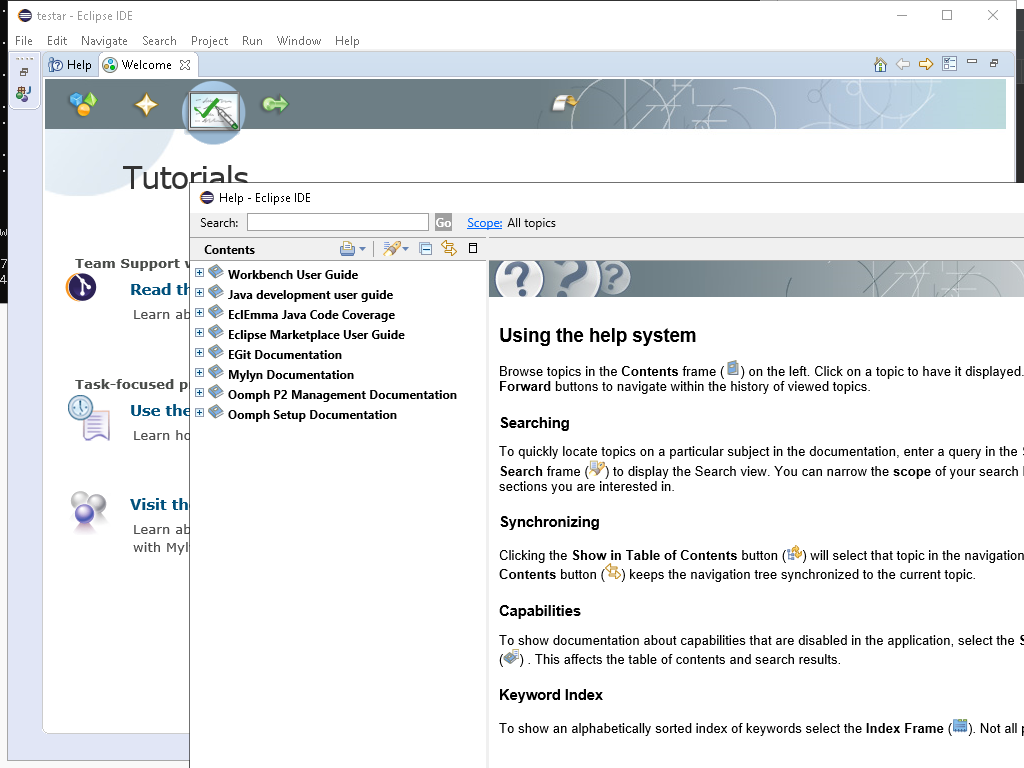 testar - Eclipse IDE
File Edit Navigate Search Project Run Window Help
Help Welcome
Tutorials
Team Support
Read th
Learn ab
Task-focused p
Use the
Learn ho
Visit th
Learn ab
with Myl
Help - Eclipse IDE
Search: Go Scope: All topics
Contents
Workbench User Guide
Java development user guide
EclEmma Java Code Coverage
Eclipse Marketplace User Guide
EGit Documentation
Mylyn Documentation
Oomph P2 Management Documentation
Oomph Setup Documentation
Using the help system
Browse topics in the Contents frame ( ) on the left. Click on a topic to have it displayed.
Forward buttons to navigate within the history of viewed topics.
Searching
To quickly locate topics on a particular subject in the documentation, enter a query in the
Search frame ( ) to display the Search view. You can narrow the scope of your search
sections you are interested in.
Synchronizing
Clicking the Show in Table of Contents button ( ) will select that topic in the navigation
Contents button ( ) keeps the navigation tree synchronized to the current topic.
Capabilities
To show documentation about capabilities that are disabled in the application, select the S
( ) . This affects the table of contents and search results.
Keyword Index
To show an alphabetically sorted index of keywords select the Index Frame ( ). Not all